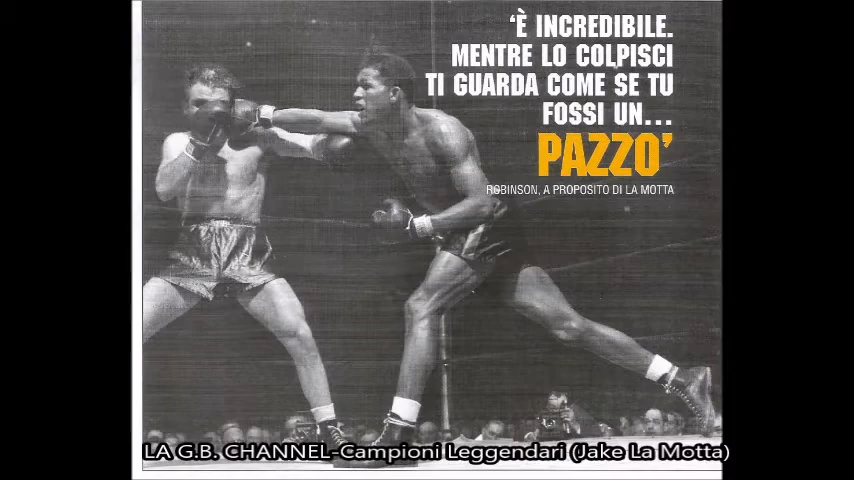 ‘È INCREDIBILE.
MENTRE LO COLPISCI
TI GUARDA COME SE TU
FOSSI UN...
PAZZO’
ROBINSON, A PROPOSITO DI LA MOTTA
LA G.B. CHANNEL-Campioni Leggendari (Jake La Motta)